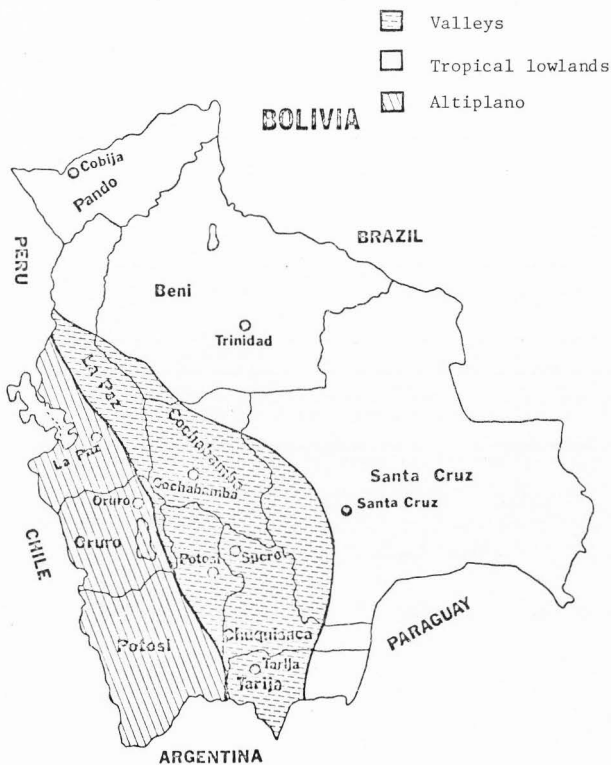 Valleys
Tropical lowlands
Altiplano
BOLIVIA
Cobija
Pando
PERU
BRAZIL
Beni
Trinidad
La Paz
Cochabamba
La Paz
Cochabamba
Santa Cruz
Santa Cruz
Oruro
Oruro
CHILE
Potosi
Sucre
Potosi
Chuquisaca
PARAGUAY
Tarija
Tarija
ARGENTINA